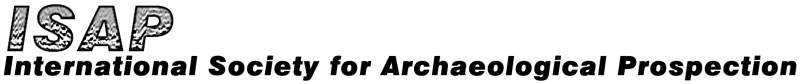 ISAP
International Society for Archaeological Prospection